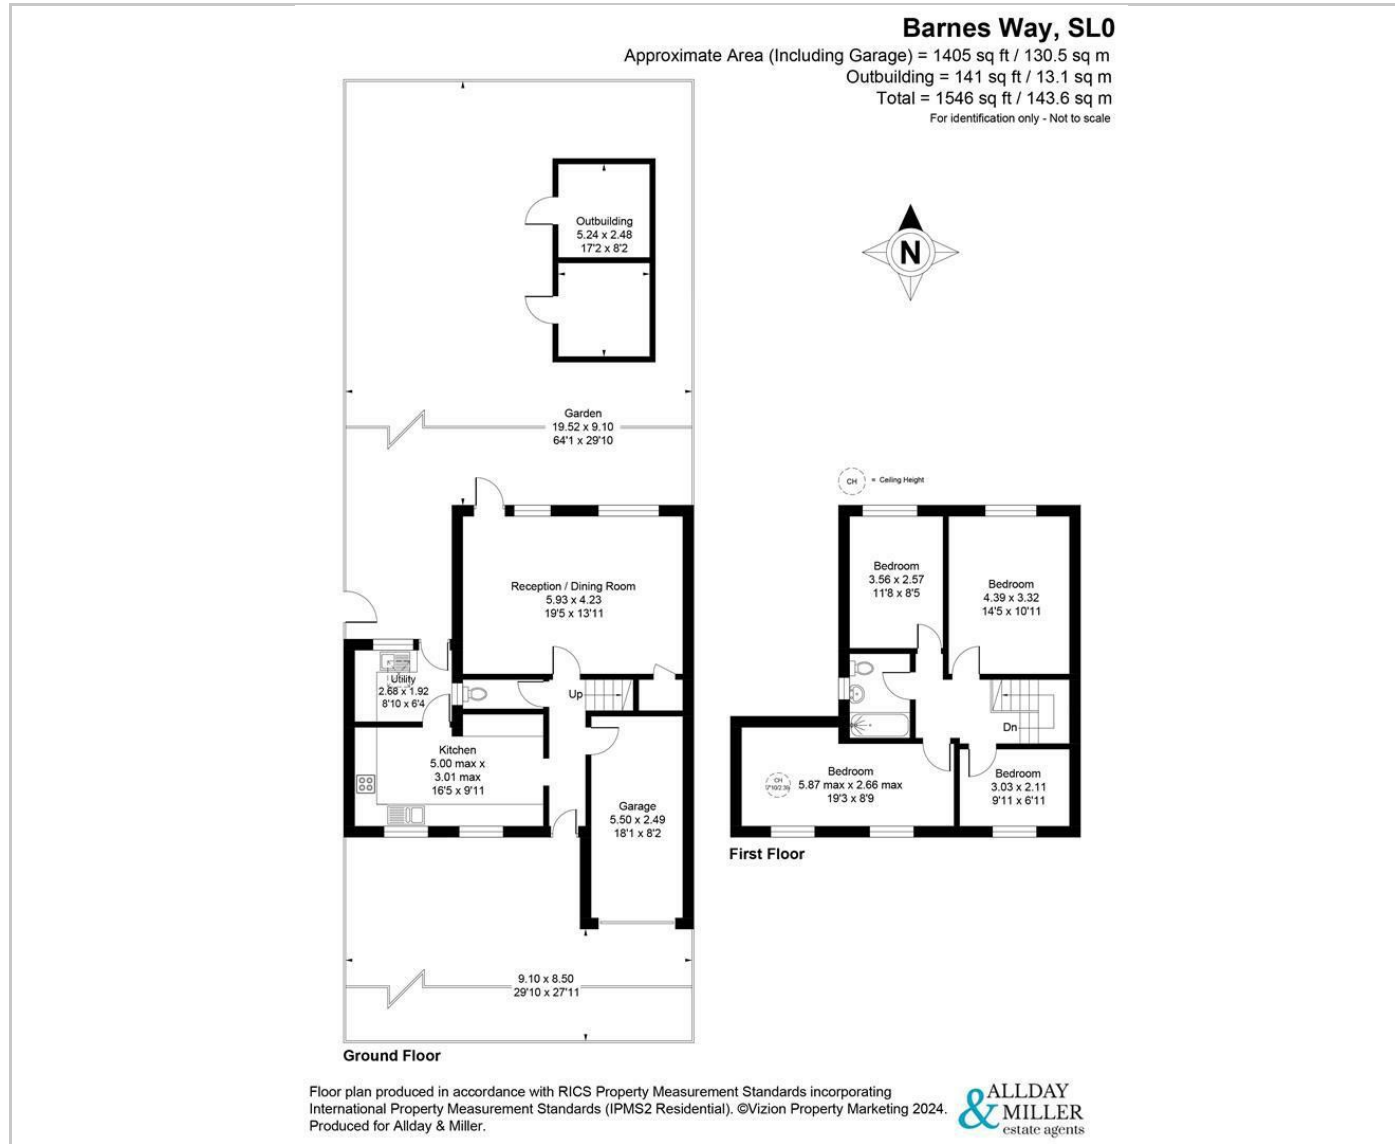 Barnes Way, SL0
Approximate Area (Including Garage) = 1405 sq ft / 130.5 sq m
Outbuilding = 141 sq ft / 13.1 sq m
Total = 1546 sq ft / 143.6 sq m
For identification only - Not to scale
N
Outbuilding
5.24 x 2.48
17'2 x 8'2
Garden
19.52 x 9.10
64'1 x 29'10
Reception / Dining Room
5.93 x 4.23
19'5 x 13'11
Utility
2.68 x 1.92
8'10 x 6'4
Up
Kitchen
5.00 max x
3.01 max
16'5 x 9'11
Garage
5.50 x 2.49
18'1 x 8'2
9.10 x 8.50
29'10 x 27'11
Ground Floor
CH = Ceiling Height
Bedroom
3.56 x 2.57
11'8 x 8'5
Bedroom
4.39 x 3.32
14'5 x 10'11
Dn
CH
Bedroom
5.87 max x 2.66 max
19'3 x 8'9
Bedroom
3.03 x 2.11
9'11 x 6'11
First Floor
Floor plan produced in accordance with RICS Property Measurement Standards incorporating
International Property Measurement Standards (IPMS2 Residential). ©Vizion Property Marketing 2024.
Produced for Allday & Miller.
ALLDAY
& MILLER
estate agents